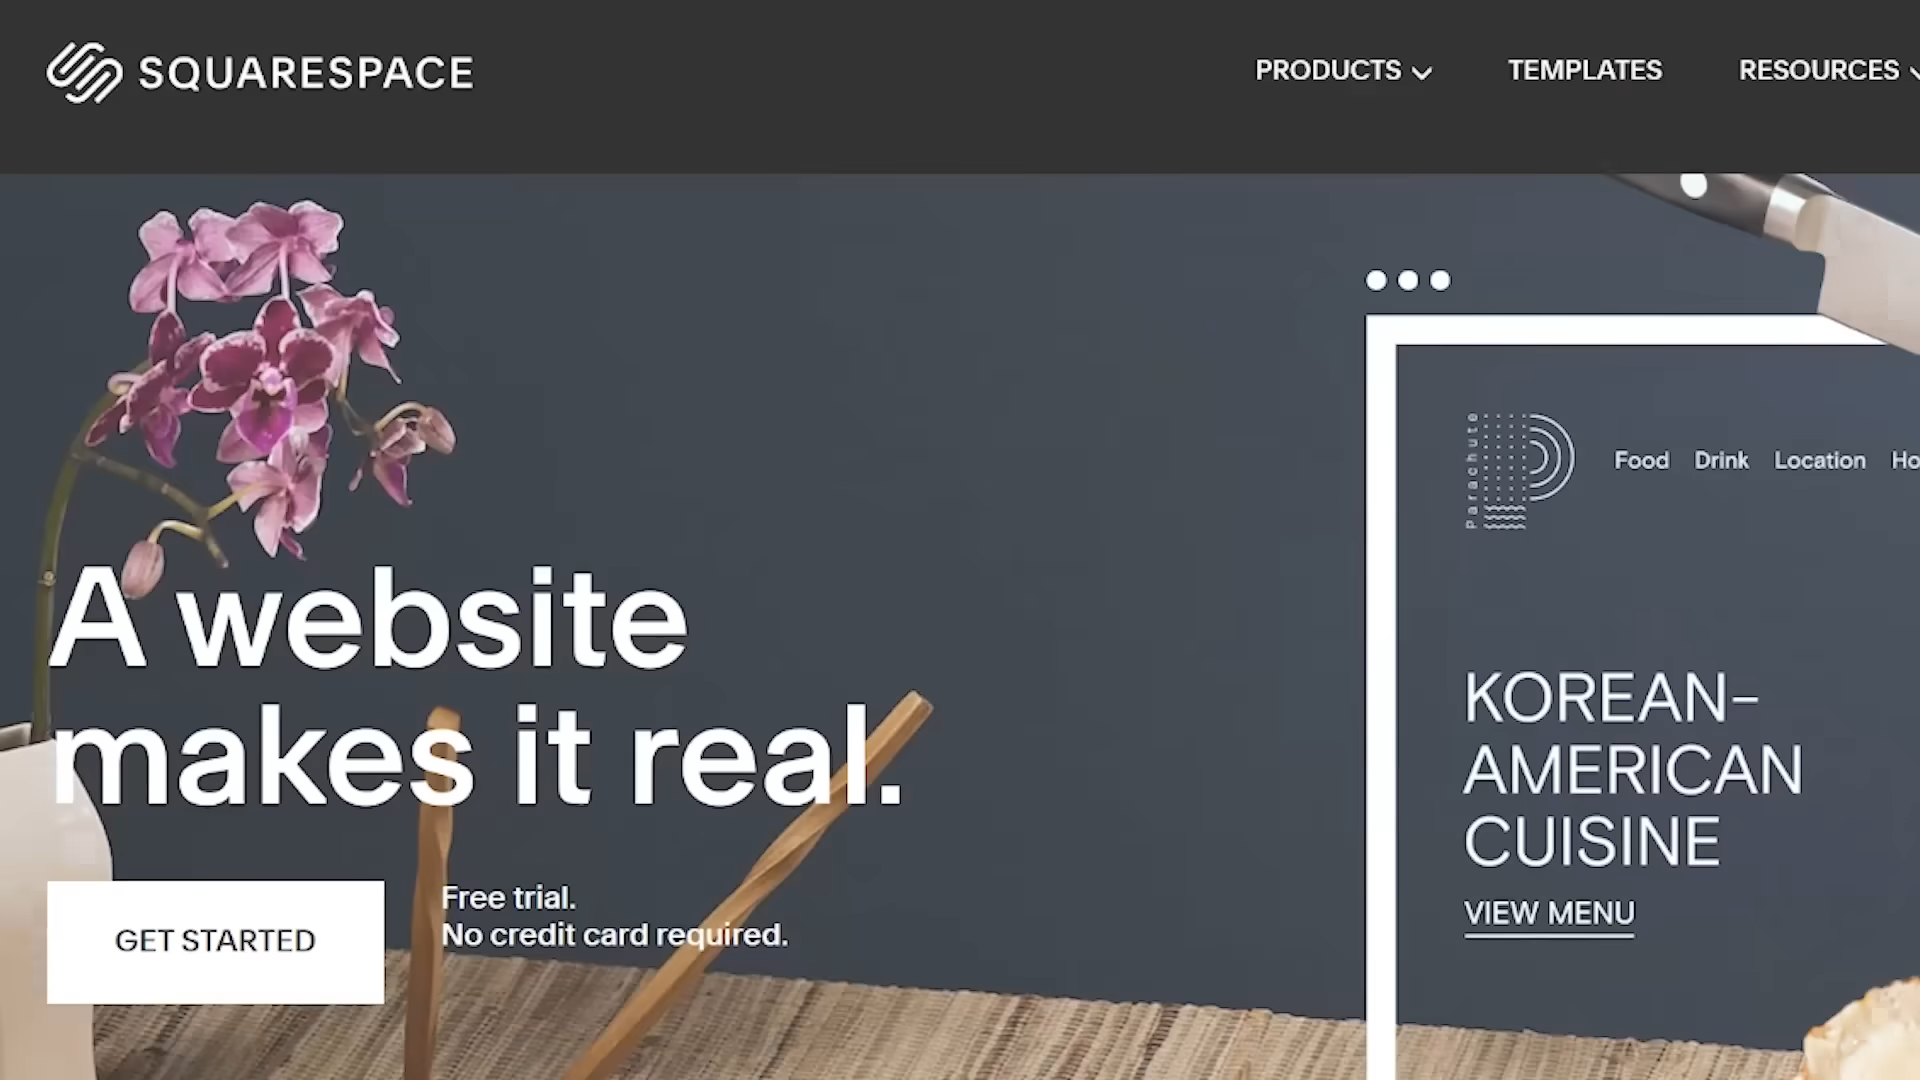 SQUARESPACE
PRODUCTS
TEMPLATES
RESOURCES
Parachute
Food Drink Location
A website
makes it real.
KOREAN-
AMERICAN
CUISINE
VIEW MENU
GET STARTED
Free trial.
No credit card required.